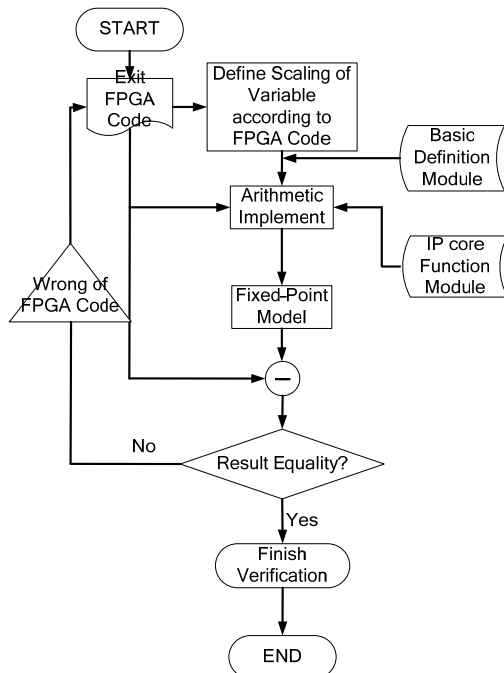 START
Exit
FPGA
Code
Define Scaling of
Variable
according to
FPGA Code
Basic
Definition
Module
Arithmetic
Implement
IP core
Function
Module
Wrong of
FPGA Code
Fixed-Point
Model
−
No
Result Equality?
Yes
Finish
Verification
END